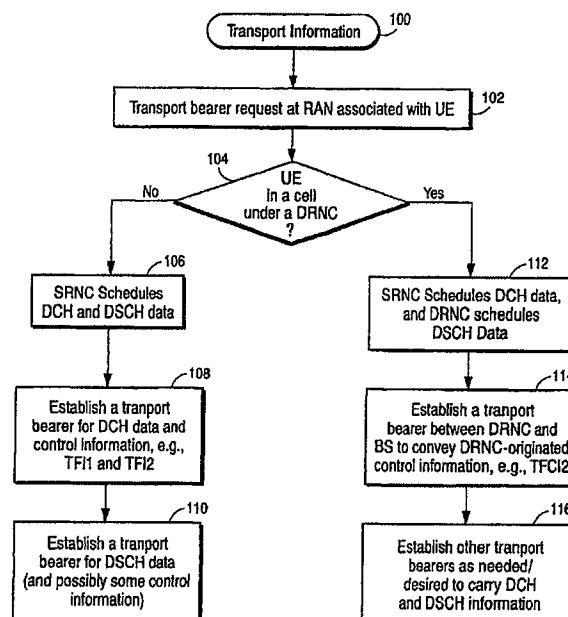 Transport Information
100
Transport bearer request at RAN associated with UE
102
104
UE
in a cell
under a DRNC
?
No
Yes
106
SRNC Schedules
DCH and DSCH data
112
SRNC Schedules DCH data,
and DRNC schedules
DSCH Data
108
Establish a tranport
bearer for DCH data and
control information, e.g.,
TFI1 and TFI2
114
Establish a tranport
bearer between DRNC and
BS to convey DRNC-originated
control information, e.g., TFCI2
110
Establish a tranport
bearer for DSCH data
(and possibly some control
information)
116
Establish other tranport
bearers as needed/
desired to carry DCH
and DSCH information